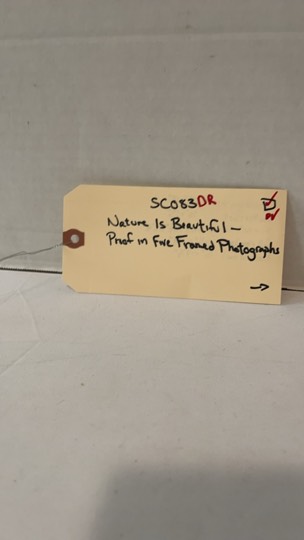 SC083DR
Nature Is Beautiful –
Proof in Five Framed Photographs